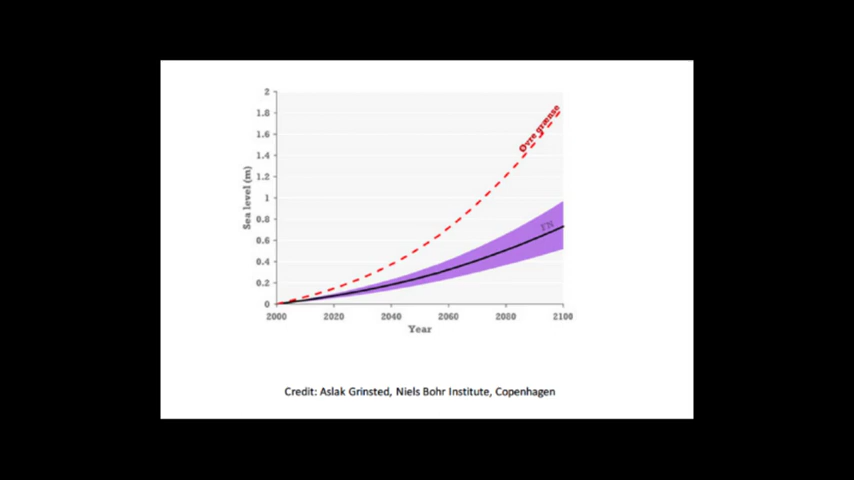 2
1.8
1.6
1.4
1.2
1
0.8
0.6
0.4
0.2
0
Sea level (m)
Øvre grænse
FN
2000 2020 2040 2060 2080 2100
Year
Credit: Aslak Grinsted, Niels Bohr Institute, Copenhagen